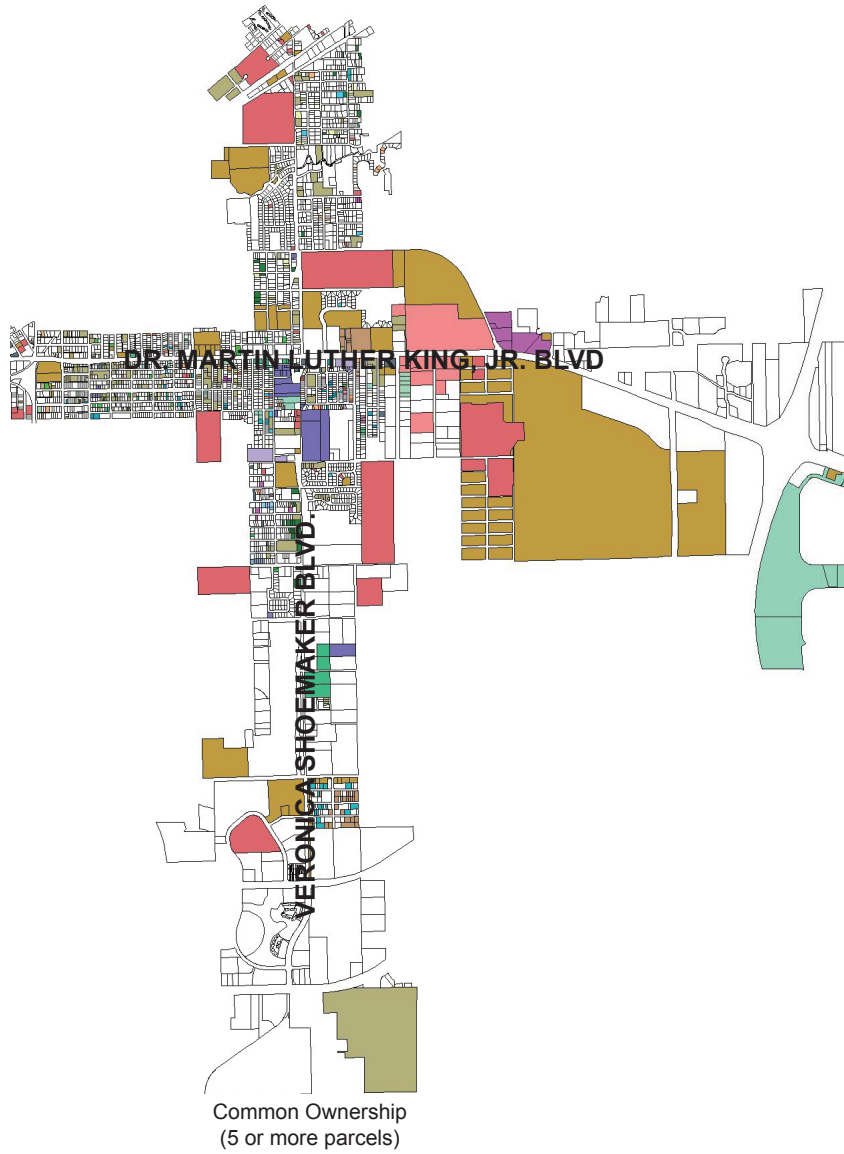 DR. MARTIN LUTHER KING, JR. BLVD
VERONICA SHOEMAKER BLVD.
Common Ownership
(5 or more parcels)